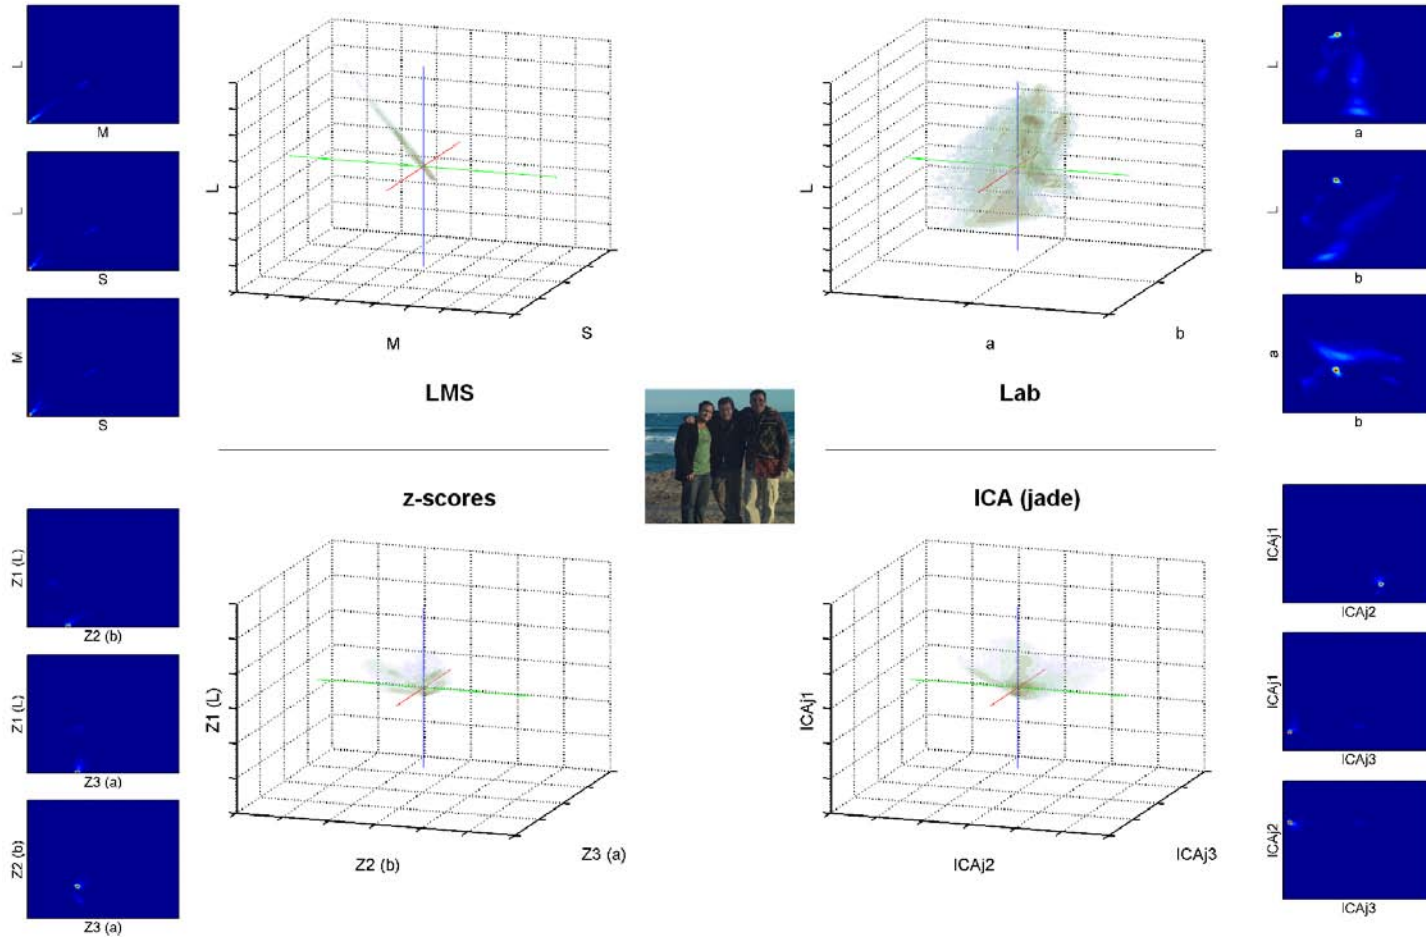 L
M
L
S
M
S
L
M
S
LMS
L
a
b
Lab
L
a
L
b
a
b
z-scores
Z1 (L)
Z2 (b)
Z1 (L)
Z3 (a)
Z2 (b)
Z3 (a)
Z1 (L)
Z2 (b)
Z3 (a)
ICA (jade)
ICAj1
ICAj2
ICAj3
ICAj1
ICAj2
ICAj1
ICAj3
ICAj2
ICAj3